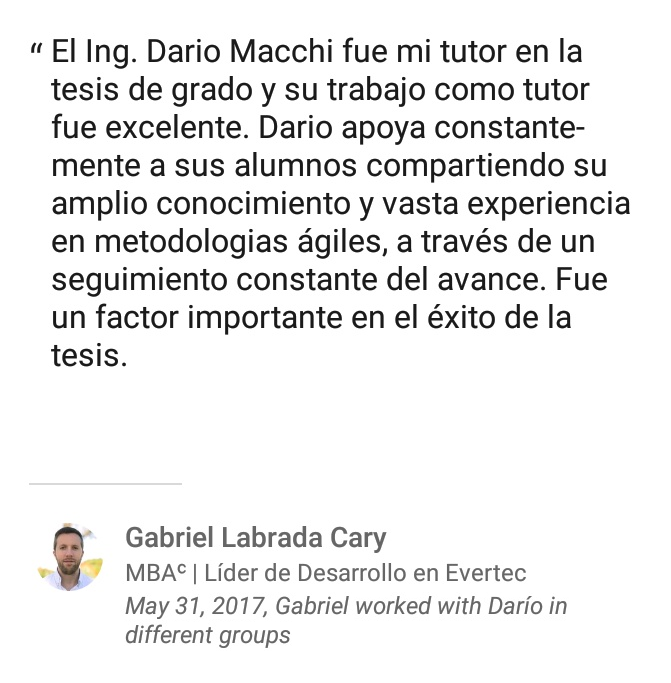 “ El Ing. Dario Macchi fue mi tutor en la
tesis de grado y su trabajo como tutor
fue excelente. Dario apoya constante-
mente a sus alumnos compartiendo su
amplio conocimiento y vasta experiencia
en metodologias ágiles, a través de un
seguimiento constante del avance. Fue
un factor importante en el éxito de la
tesis.
Gabriel Labrada Cary
MBAᶜ | Líder de Desarrollo en Evertec
May 31, 2017, Gabriel worked with Darío in
different groups